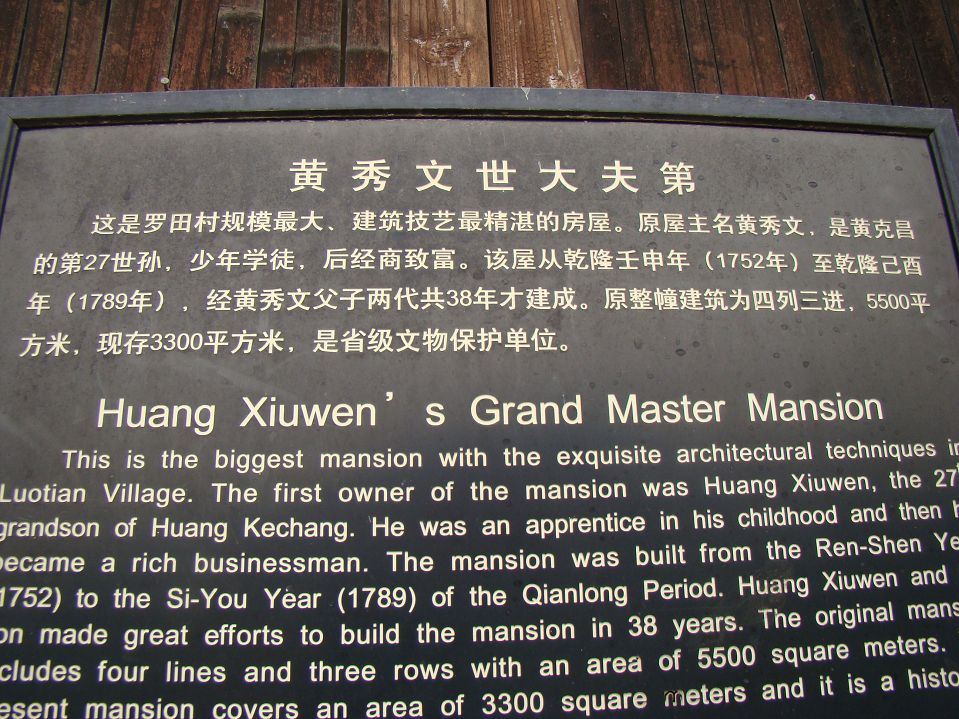 黄秀文世大夫第
这是罗田村规模最大、建筑技艺最精湛的房屋。原屋主名黄秀文，是黄克昌
的第27世孙，少年学徒，后经商致富。该屋从乾隆壬申年（1752年）至乾隆己酉
年（1789年），经黄秀文父子两代共38年才建成。原整幢建筑为四列三进，5500平
方米，现存3300平方米，是省级文物保护单位。
Huang Xiuwen's Grand Master Mansion
This is the biggest mansion with the exquisite architectural techniques in
Luotian Village. The first owner of the mansion was Huang Xiuwen, the 27
grandson of Huang Kechang. He was an apprentice in his childhood and then
became a rich businessman. The mansion was built from the Ren-Shen Ye
1752) to the Si-You Year (1789) of the Qianlong Period. Huang Xiuwen and
on made great efforts to build the mansion in 38 years. The original mans
cludes four lines and three rows with an area of 5500 square meters.
esent mansion covers an area of 3300 square meters and it is a histo